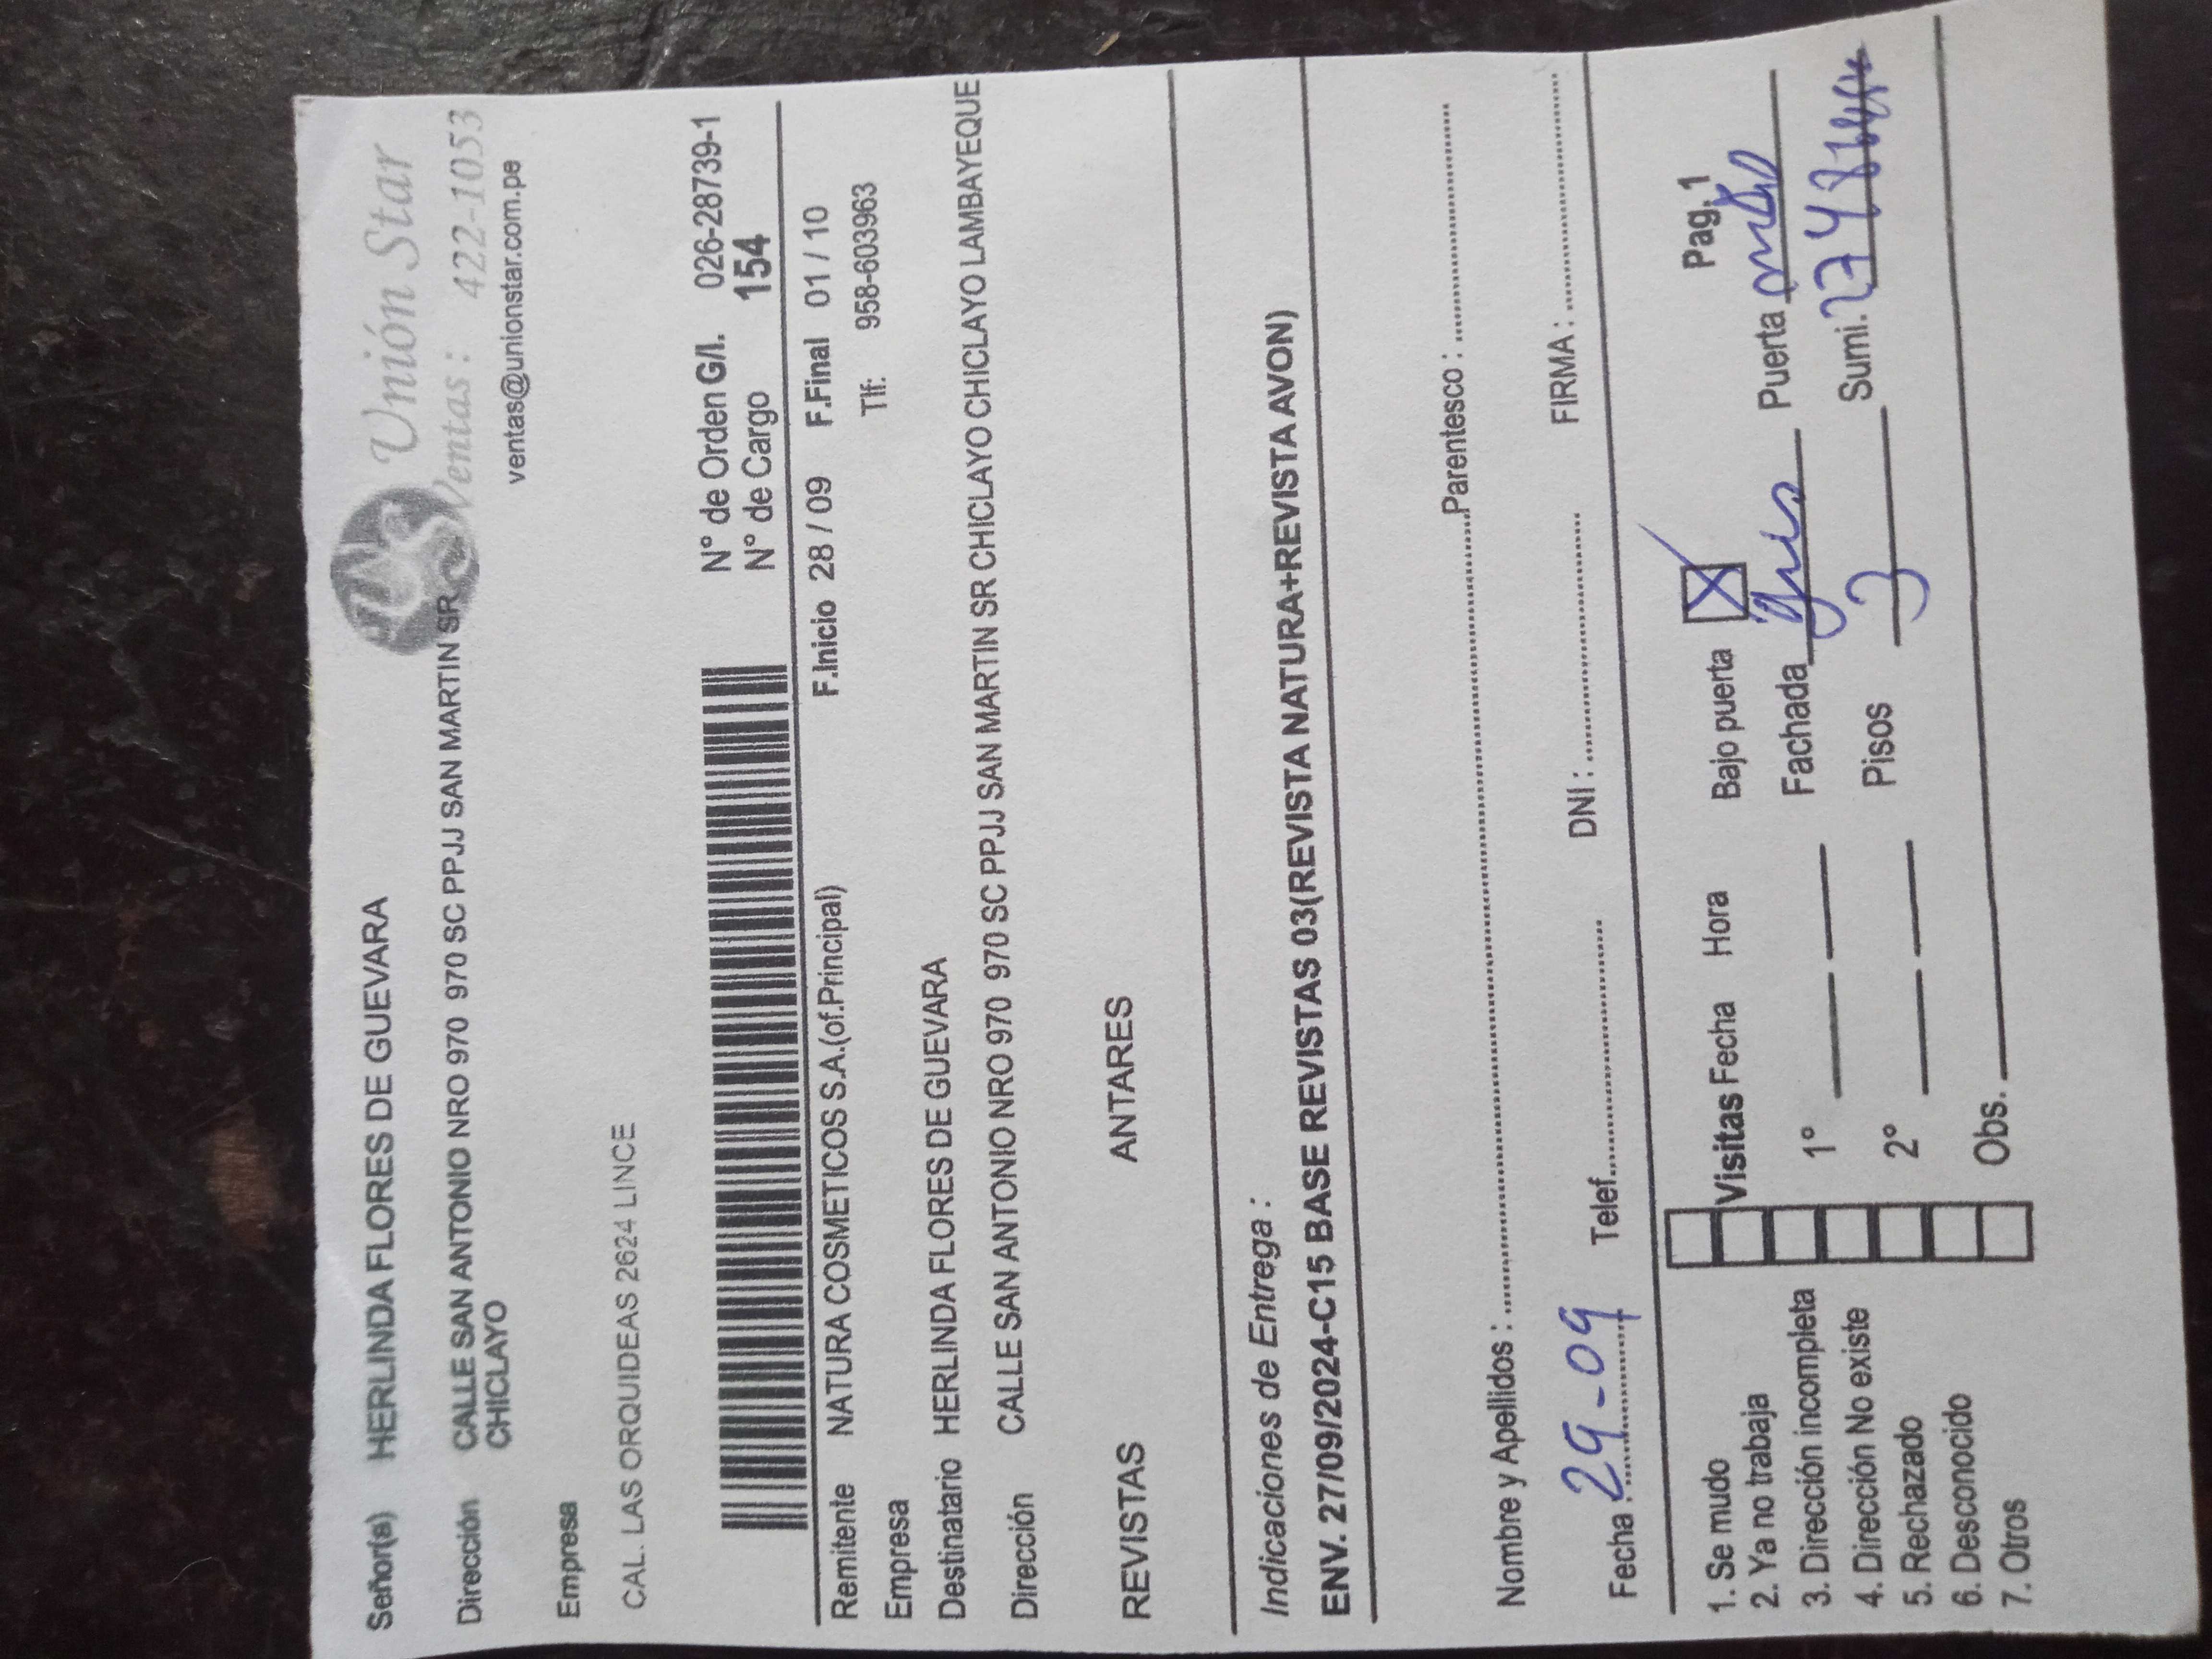 Señor(s) HERLINDA FLORES DE GUEVARA
Unión Star
Dirección CALLE SAN ANTONIO NRO 970 970 SC PPJJ SAN MARTIN SR
CHICLAYO
Ventas : 422-1053
ventas@unionstar.com.pe
Empresa
CAL. LAS ORQUIDEAS 2624 LINCE
N° de Orden G/I. 026-28739-1
N° de Cargo 154
Remitente NATURA COSMETICOS S.A.(of.Principal) F.Inicio 28 / 09 F.Final 01 / 10
Empresa Tlf: 958-603963
Destinatario HERLINDA FLORES DE GUEVARA
Dirección CALLE SAN ANTONIO NRO 970 970 SC PPJJ SAN MARTIN SR CHICLAYO CHICLAYO LAMBAYEQUE
REVISTAS ANTARES
Indicaciones de Entrega :
ENV. 27/09/2024-C15 BASE REVISTAS 03(REVISTA NATURA+REVISTA AVON)
Nombre y Apellidos : Parentesco :
Fecha : 29-09 Telef. DNI : FIRMA :
Pag. 1
1. Se mudo Visitas Fecha Hora Bajo puerta X
2. Ya no trabaja
3. Dirección incompleta 1° Fachada Puerta
4. Dirección No existe
5. Rechazado 2° Pisos Sumi.
6. Desconocido
7. Otros Obs.